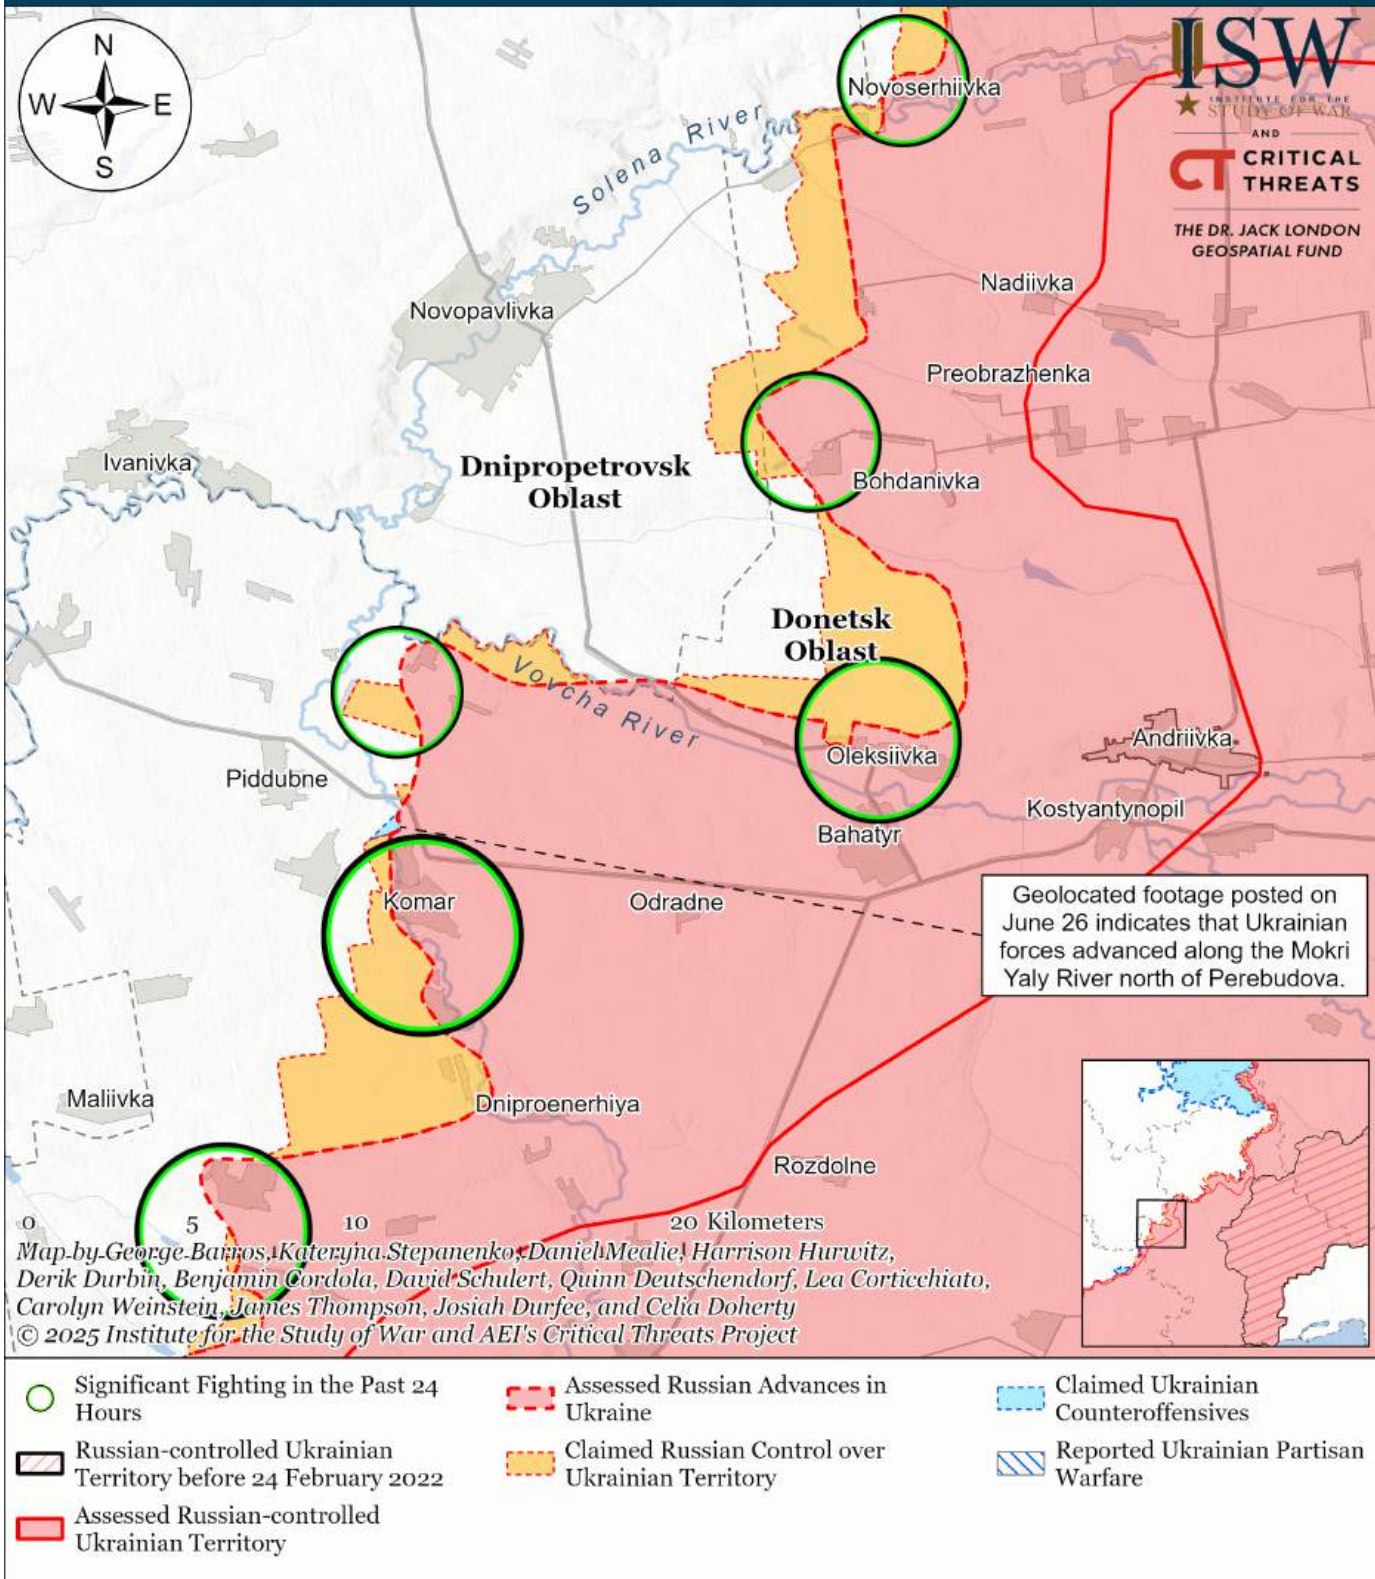 N
W
E
S
ISW
INSTITUTE FOR THE
STUDY OF WAR
AND
CT CRITICAL
THREATS
THE DR. JACK LONDON
GEOSPATIAL FUND
Novoserhiivka
Solena River
Nadiivka
Novopavlivka
Preobrazhenka
Ivanivka
Dnipropetrovsk
Oblast
Bohdanivka
Donetsk
Oblast
Vovcha River
Andriivka
Oleksiivka
Piddubne
Kostyantynopil
Bahatyr
Komar
Odradne
Geolocated footage posted on
June 26 indicates that Ukrainian
forces advanced along the Mokri
Yaly River north of Perebudova.
Maliivka
Dniproenerhiya
Rozdolne
0 5 10 20 Kilometers
Map by George Barros, Kateryna Stepanenko, Daniel Mealie, Harrison Hurwitz,
Derik Durbin, Benjamin Cordola, David Schulert, Quinn Deutschendorf, Lea Corticchiato,
Carolyn Weinstein, James Thompson, Josiah Durfee, and Celia Doherty
© 2025 Institute for the Study of War and AEI's Critical Threats Project
Significant Fighting in the Past 24
Hours
Russian-controlled Ukrainian
Territory before 24 February 2022
Assessed Russian-controlled
Ukrainian Territory
Assessed Russian Advances in
Ukraine
Claimed Russian Control over
Ukrainian Territory
Claimed Ukrainian
Counteroffensives
Reported Ukrainian Partisan
Warfare